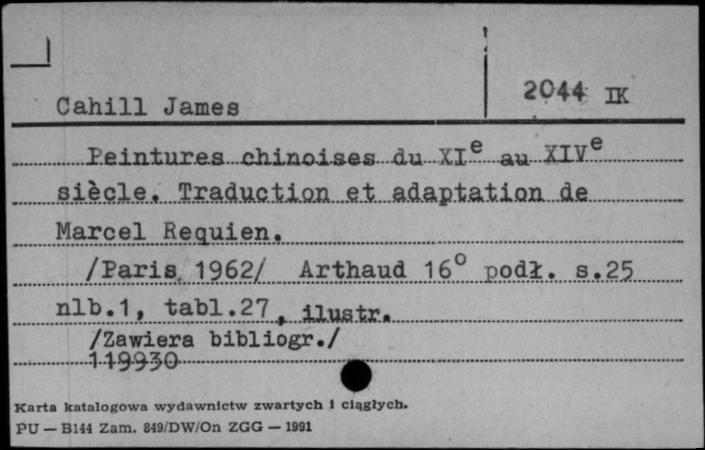 2044 IK
Cahill James
Peintures chinoises du XIe au XIVe
siècle. Traduction et adaptation de
Marcel Requien.
/Paris 1962/ Arthaud 16° podł. s.25
nlb.1, tabl.27, ilustr.
/Zawiera bibliogr./
119930
Karta katalogowa wydawnictw zwartych i ciągłych.
PU — B144 Zam. 849/DW/On ZGG — 1991